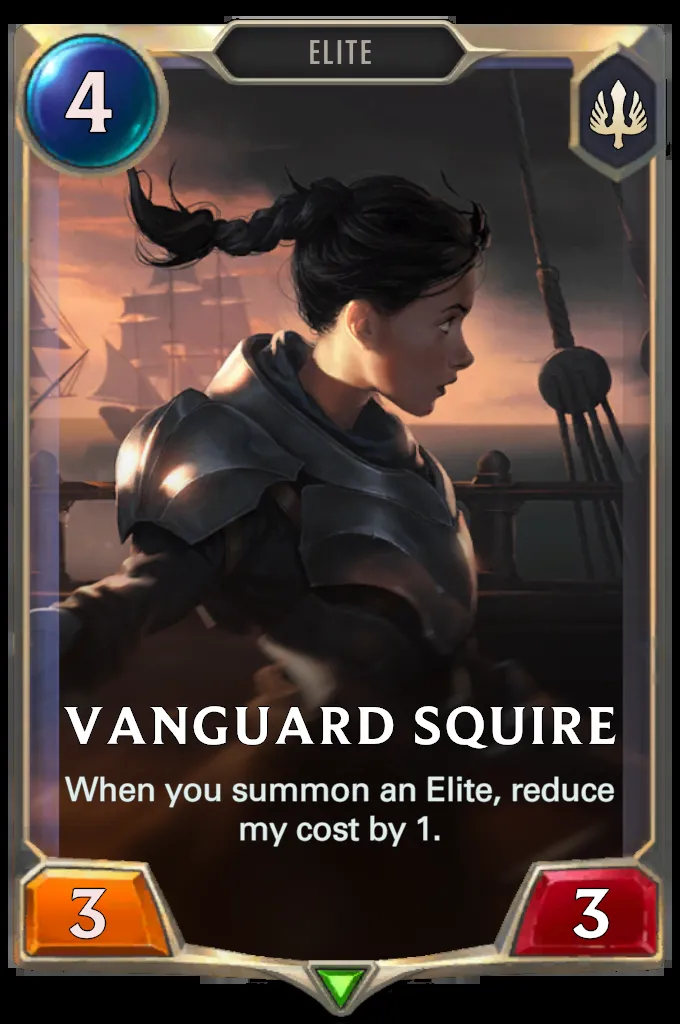 ELITE
4
VANGUARD SQUIRE
When you summon an Elite, reduce
my cost by 1.
3
3